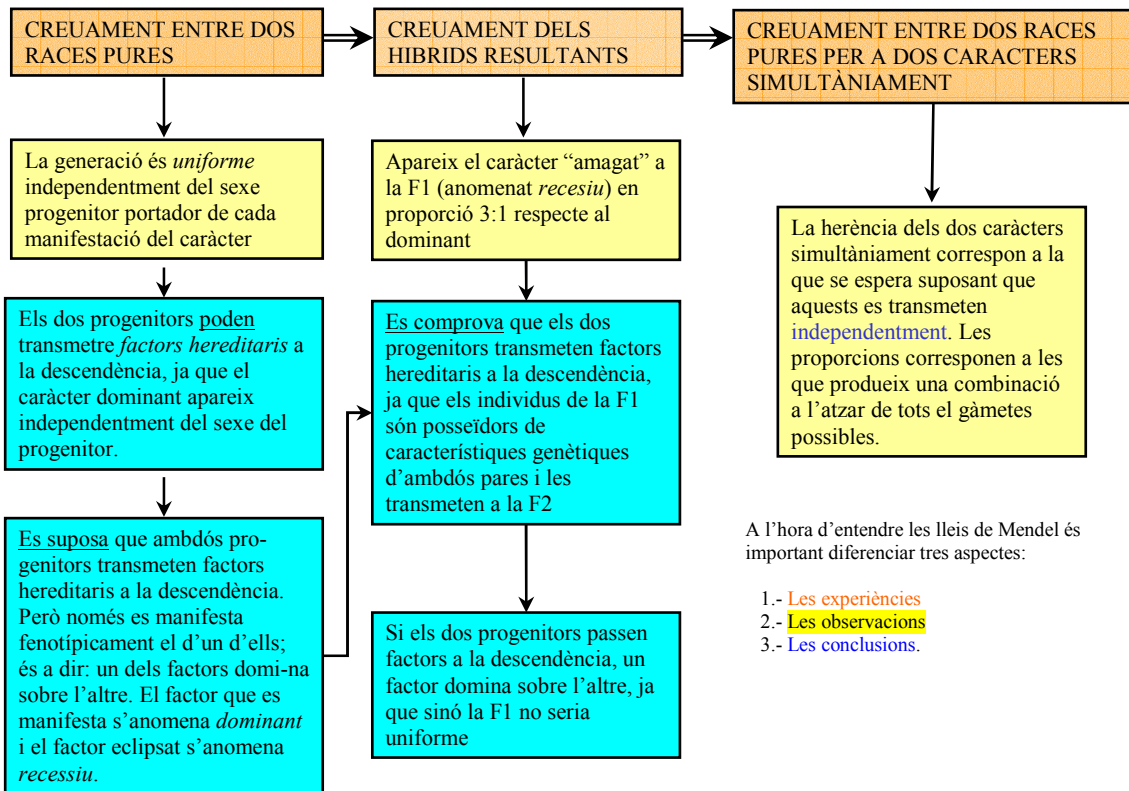 CREUAMENT ENTRE DOS
RACES PURES
CREUAMENT DELS
HIBRIDS RESULTANTS
CREUAMENT ENTRE DOS RACES
PURES PER A DOS CARACTERS
SIMULTÀNIAMENT
La generació és uniforme
independentment del sexe
progenitor portador de cada
manifestació del caràcter
Els dos progenitors poden
transmetre factors hereditaris a
la descendència, ja que el
caràcter dominant apareix
independentment del sexe del
progenitor.
Es suposa que ambdós pro-
genitors transmeten factors
hereditaris a la descendència.
Però només es manifesta
fenotípicament el d’un d’ells;
és a dir: un dels factors domi-na
sobre l’altre. El factor que es
manifesta s’anomena dominant
i el factor eclipsat s’anomena
recessiu.
Apareix el caràcter “amagat” a
la F1 (anomenat recesiu) en
proporció 3:1 respecte al
dominant
Es comprova que els dos
progenitors transmeten factors
hereditaris a la descendència,
ja que els individus de la F1
són posseïdors de
característiques genètiques
d’ambdós pares i les
transmeten a la F2
Si els dos progenitors passen
factors a la descendència, un
factor domina sobre l’altre, ja
que sinó la F1 no seria
uniforme
La herència dels dos caràcters
simultàniament correspon a la
que se espera suposant que
aquests es transmeten
independentment. Les
proporcions corresponen a les
que produeix una combinació
a l’atzar de tots el gàmetes
possibles.
A l’hora d’entendre les lleis de Mendel és
important diferenciar tres aspectes:
1.- Les experiències
2.- Les observacions
3.- Les conclusions.